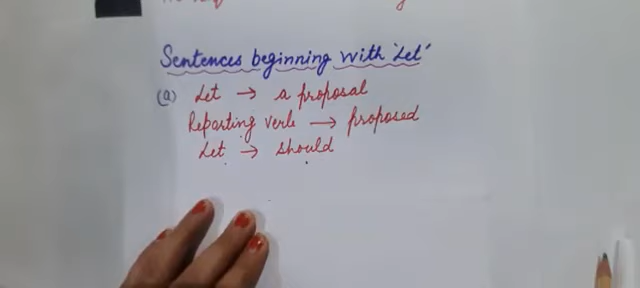 Sentences beginning with 'Let'
(a) Let → a proposal
Reporting verb → proposed
Let → should